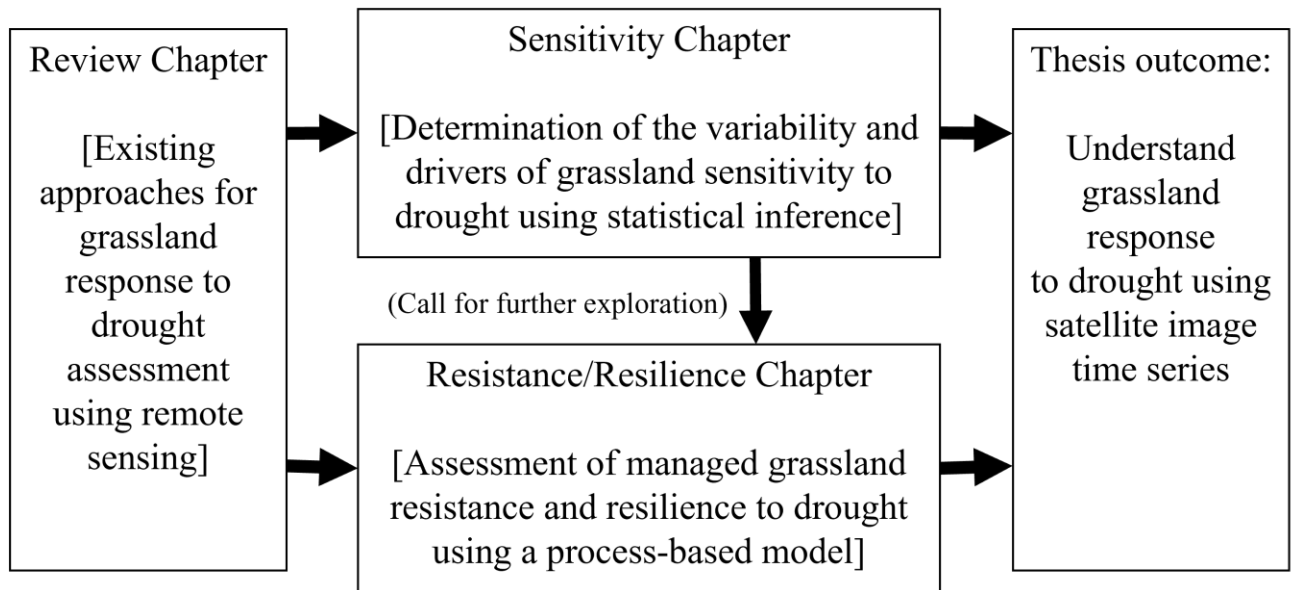 Review Chapter
[Existing
approaches for
grassland
response to
drought
assessment
using remote
sensing]
Sensitivity Chapter
[Determination of the variability and
drivers of grassland sensitivity to
drought using statistical inference]
(Call for further exploration)
Resistance/Resilience Chapter
[Assessment of managed grassland
resistance and resilience to drought
using a process-based model]
Thesis outcome:
Understand
grassland
response
to drought using
satellite image
time series